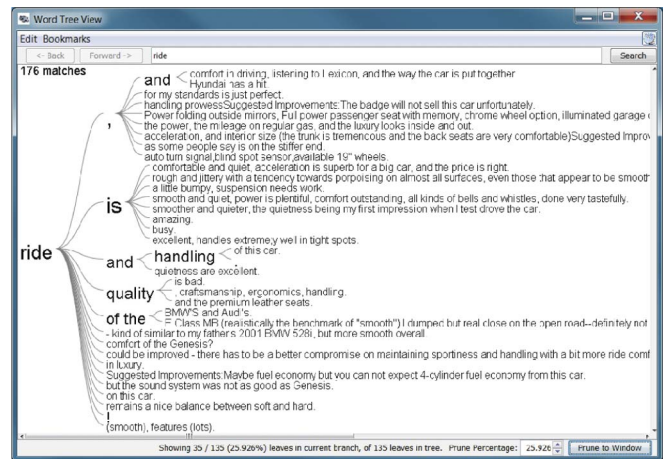 Word Tree View
Edit Bookmarks
<- Back Forward -> ride Search
176 matches
ride
,
and
comfort in driving, listening to Lexicon, and the way the car is put together
Hyundai has a hit.
for my standards is just perfect.
handling prowessSuggested Improvements:The badge will not sell this car unfortunately.
Power folding outside mirrors, Full power passenger seat with memory, chrome wheel option, illuminated garage
the power, the mileage on regular gas, and the luxury looks inside and out.
acceleration, and interior size (the trunk is tremencous and the back seats are very comfortable)Suggested Improv
as some people say is on the stiffer end.
auto turn signal,blind spot sensor,available 19" wheels.
is
comfortable and quiet, acceleration is superb for a big car, and the price is right.
rough and jittery with a tendency towards porpoising on almost all surfaces, even those that appear to be smooth
a little bumpy, suspension needs work.
smooth and quiet, power is plentiful, comfort outstanding, all kinds of bells and whistles, done very tastefully.
smoother and quieter, the quietness being my first impression when I test drove the car.
amazing.
busy.
excellent, handles extremely well in tight spots.
and
handling
of this car.
.
quietness are excellent.
quality
is bad.
, craftsmanship, ergonomics, handling.
and the premium leather seats.
of the
BMW'S and Audi's.
E Class MB (realistically the benchmark of "smooth") I dumped but real close on the open road--definitely not
- kind of similar to my father's 2001 BMW 528i, but more smooth overall.
comfort of the Genesis?
could be improved - there has to be a better compromise on maintaining sportiness and handling with a bit more ride comf
in luxury.
Suggested Improvements:Maybe fuel economy but you can not expect 4-cylinder fuel economy from this car.
but the sound system was not as good as Genesis.
on this car.
remains a nice balance between soft and hard.
!
(smooth), features (lots).
Showing 35 / 135 (25.926%) leaves in current branch, of 135 leaves in tree. Prune Percentage: 25.926 Prune to Window